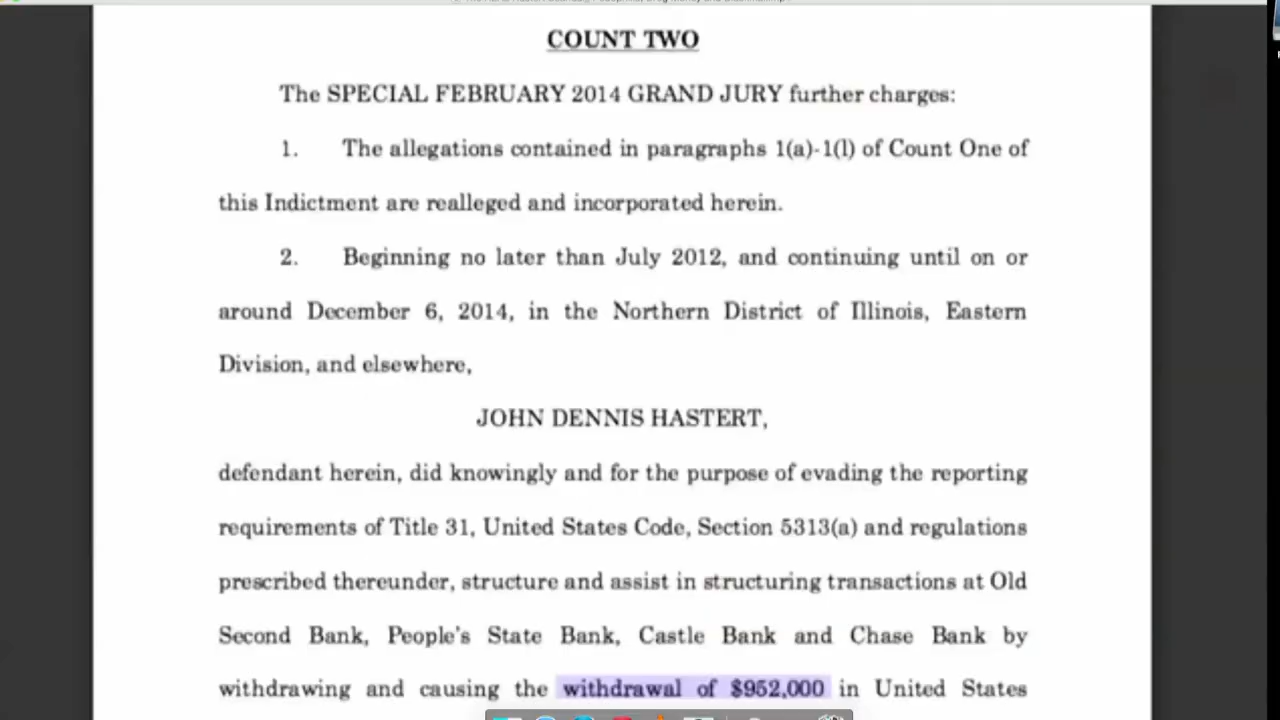 COUNT TWO
The SPECIAL FEBRUARY 2014 GRAND JURY further charges:
1. The allegations contained in paragraphs 1(a)-1(l) of Count One of
this Indictment are realleged and incorporated herein.
2. Beginning no later than July 2012, and continuing until on or
around December 6, 2014, in the Northern District of Illinois, Eastern
Division, and elsewhere,
JOHN DENNIS HASTERT,
defendant herein, did knowingly and for the purpose of evading the reporting
requirements of Title 31, United States Code, Section 5313(a) and regulations
prescribed thereunder, structure and assist in structuring transactions at Old
Second Bank, People's State Bank, Castle Bank and Chase Bank by
withdrawing and causing the withdrawal of $952,000 in United States